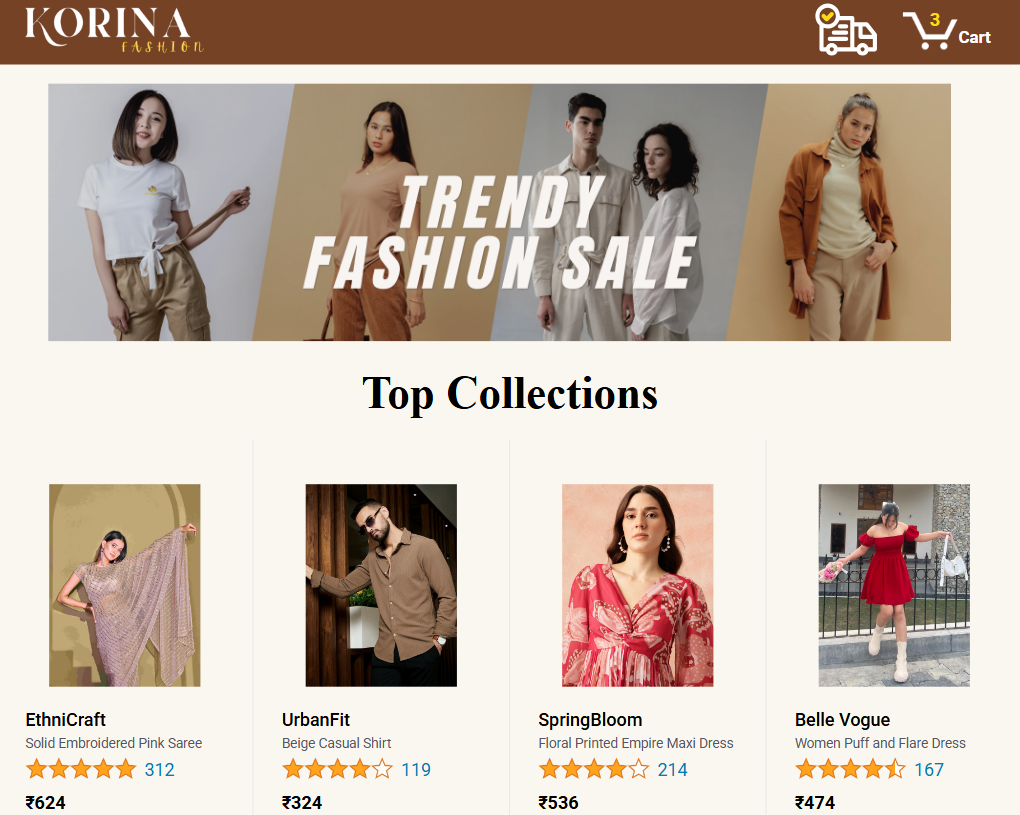 KORINA
FASHION
3
Cart
TRENDY
FASHION SALE
Top Collections
EthniCraft
Solid Embroidered Pink Saree
312
₹624
UrbanFit
Beige Casual Shirt
119
₹324
SpringBloom
Floral Printed Empire Maxi Dress
214
₹536
Belle Vogue
Women Puff and Flare Dress
167
₹474